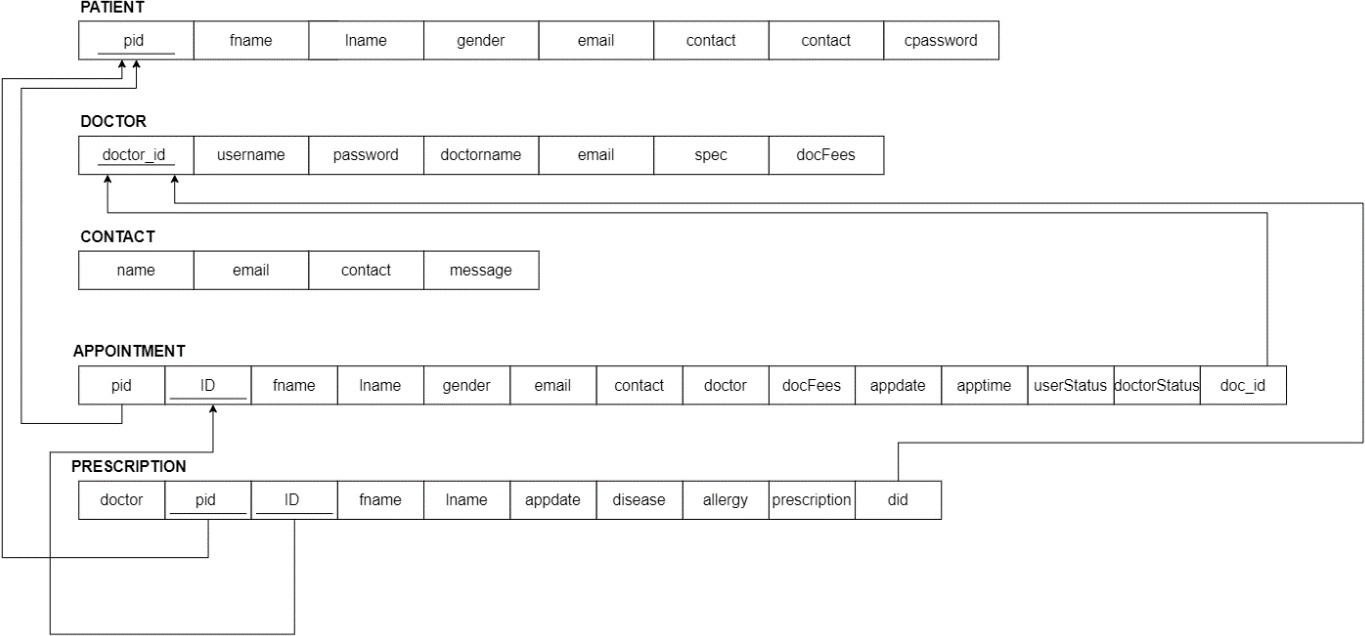 PATIENT
pid fname lname gender email contact contact cpassword
DOCTOR
doctor_id username password doctorname email spec docFees
CONTACT
name email contact message
APPOINTMENT
pid ID fname lname gender email contact doctor docFees appdate apptime userStatus doctorStatus doc_id
PRESCRIPTION
doctor pid ID fname lname appdate disease allergy prescription did